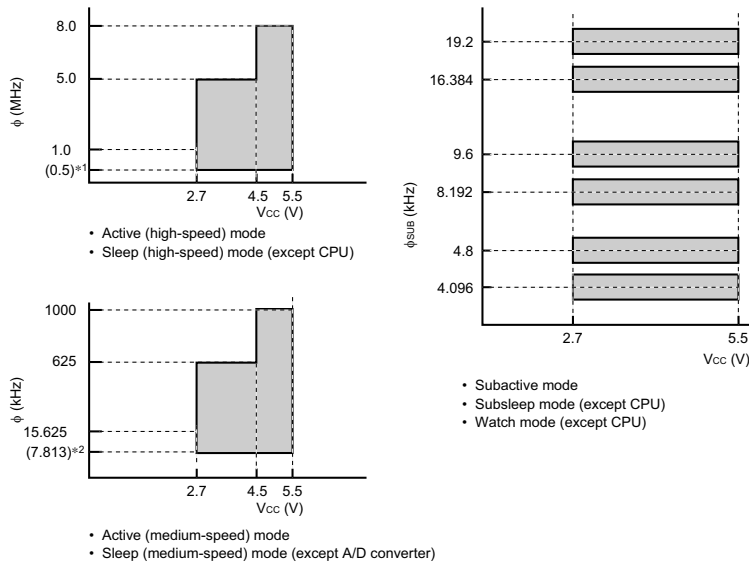 8.0
5.0
1.0
(0.5)*1
φ (MHz)
2.7 4.5 5.5
VCC (V)
• Active (high-speed) mode
• Sleep (high-speed) mode (except CPU)
1000
625
15.625
(7.813)*2
φ (kHz)
2.7 4.5 5.5
VCC (V)
• Active (medium-speed) mode
• Sleep (medium-speed) mode (except A/D converter)
19.2
16.384
9.6
8.192
4.8
4.096
φSUB (kHz)
2.7 5.5
VCC (V)
• Subactive mode
• Subsleep mode (except CPU)
• Watch mode (except CPU)